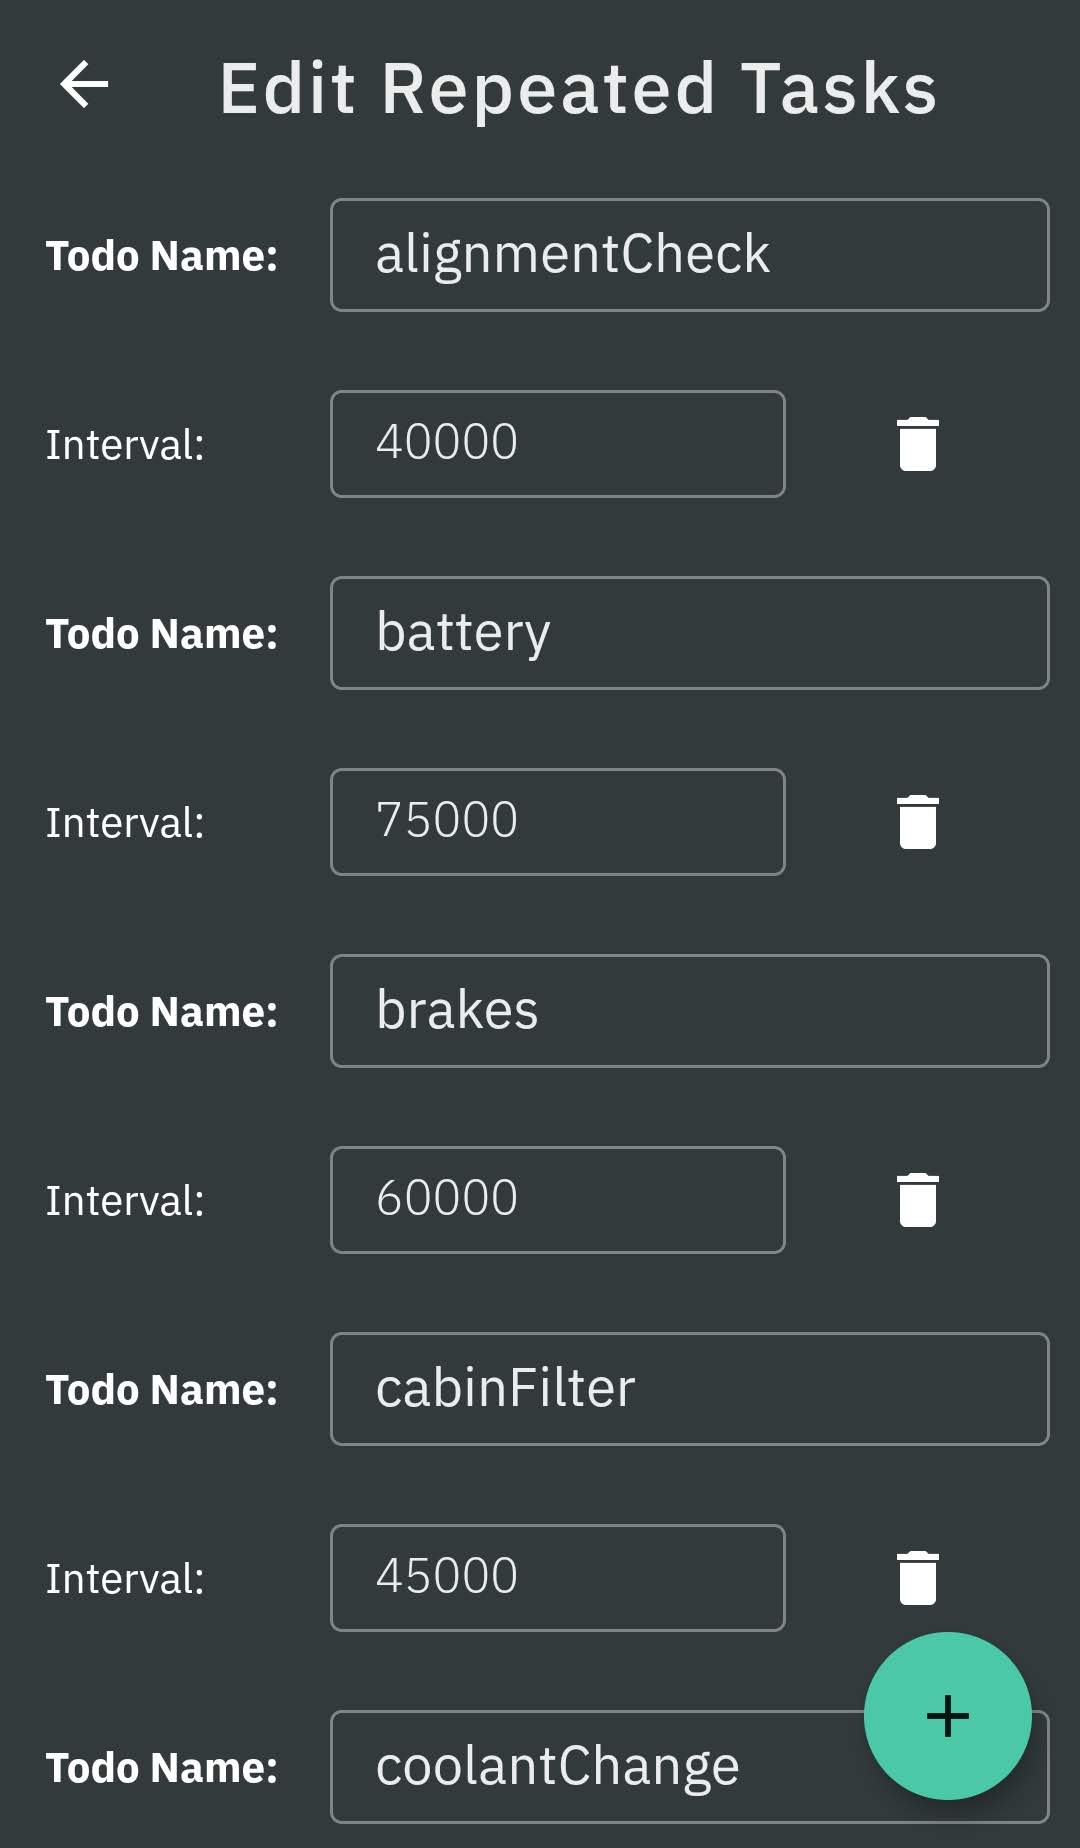 Edit Repeated Tasks
Todo Name: alignmentCheck
Interval: 40000
Todo Name: battery
Interval: 75000
Todo Name: brakes
Interval: 60000
Todo Name: cabinFilter
Interval: 45000
Todo Name: coolantChange